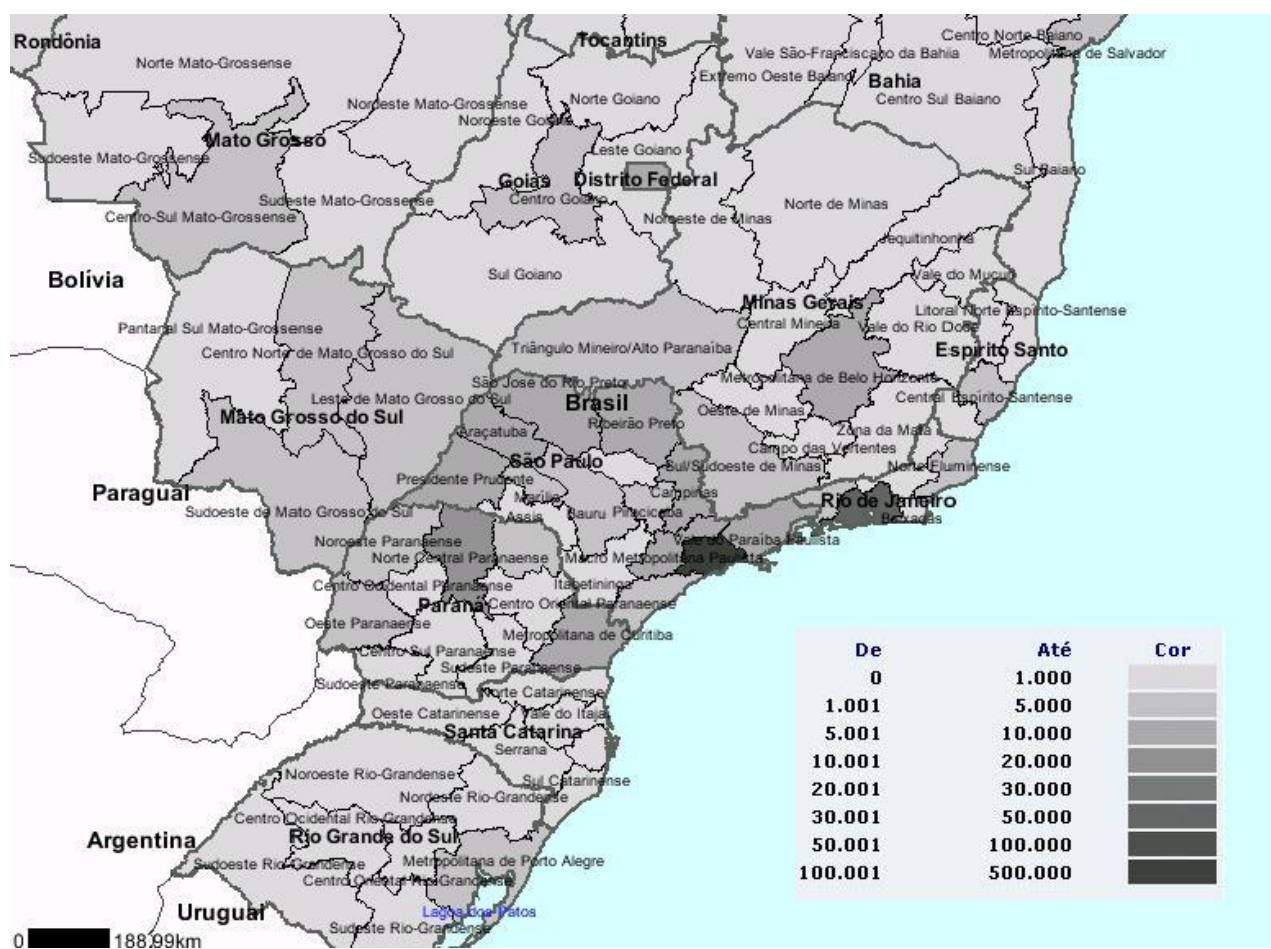 Rondônia
Tocantins
Centro Norte Baiano
Vale São-Franciscano da Bahia
Metropolitana de Salvador
Norte Mato-Grossense
Extremo Oeste Baiano
Bahia
Nordeste Mato-Grossense
Norte Goiano
Centro Sul Baiano
Noroeste Goiano
Mato Grosso
Leste Goiano
Sudoeste Mato-Grossense
Goiás
Distrito Federal
Sul Baiano
Sudeste Mato-Grossense
Centro Goiano
Norte de Minas
Centro-Sul Mato-Grossense
Noroeste de Minas
Jequitinhonha
Bolívia
Sul Goiano
Vale do Mucuri
Minas Gerais
Litoral Norte Espírito-Santense
Pantanal Sul Mato-Grossense
Central Mineira
Vale do Rio Doce
Centro Norte de Mato Grosso do Sul
Triângulo Mineiro/Alto Paranaíba
Espírito Santo
São José do Rio Preto
Metropolitana de Belo Horizonte
Leste de Mato Grosso do Sul
Brasil
Central Espírito-Santense
Mato Grosso do Sul
Oeste de Minas
Araçatuba
Ribeirão Preto
Zona da Mata
São Paulo
Campo das Vertentes
Presidente Prudente
Sul/Sudoeste de Minas
Norte Fluminense
Paraguai
Marília
Campinas
Rio de Janeiro
Sudoeste de Mato Grosso do Sul
Assis
Bauru
Piracicaba
Baixadas
Noroeste Paranaense
Vale do Paraíba Paulista
Norte Central Paranaense
Macro Metropolitana Paulista
Centro Ocidental Paranaense
Itapetininga
Paraná
Centro Oriental Paranaense
Oeste Paranaense
Metropolitana de Curitiba
Centro Sul Paranaense
Sudeste Paranaense
Sudoeste Paranaense
Norte Catarinense
Oeste Catarinense
Vale do Itajaí
Santa Catarina
Serrana
Noroeste Rio-Grandense
Sul Catarinense
Nordeste Rio-Grandense
Centro Ocidental Rio-Grandense
Argentina
Rio Grande do Sul
Sudoeste Rio-Grandense
Metropolitana de Porto Alegre
Centro Oriental Rio-Grandense
Uruguai
Lagoa dos Patos
Sudeste Rio-Grandense
0 188.99km
De Até Cor
0 1.000
1.001 5.000
5.001 10.000
10.001 20.000
20.001 30.000
30.001 50.000
50.001 100.000
100.001 500.000